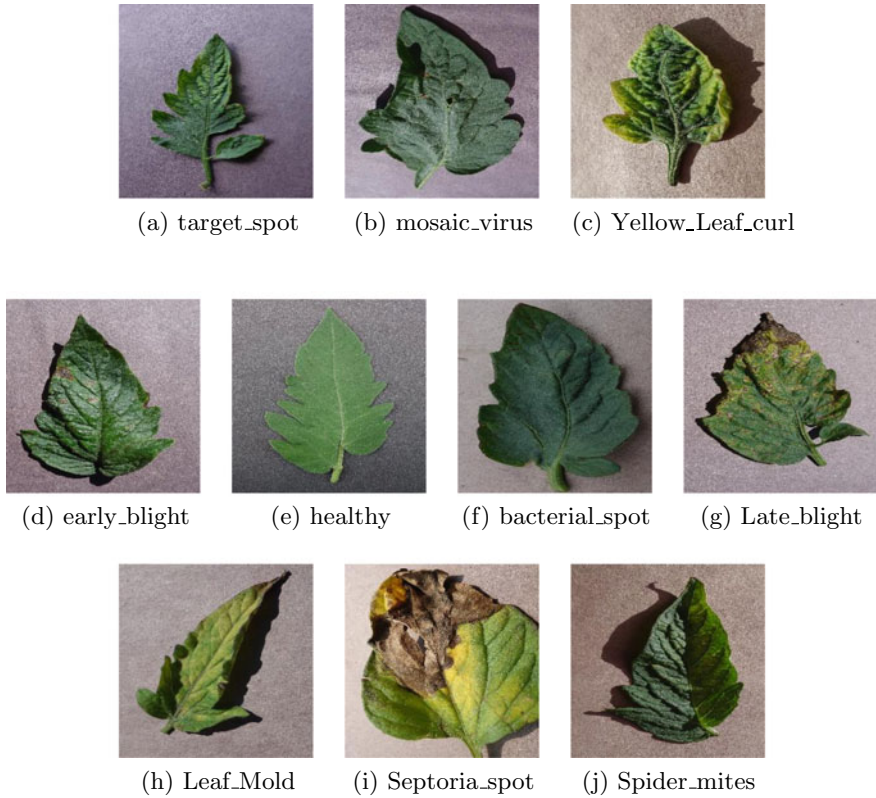 (a) target_spot
(b) mosaic_virus
(c) Yellow_Leaf_curl
(d) early_blight
(e) healthy
(f) bacterial_spot
(g) Late_blight
(h) Leaf_Mold
(i) Septoria_spot
(j) Spider_mites